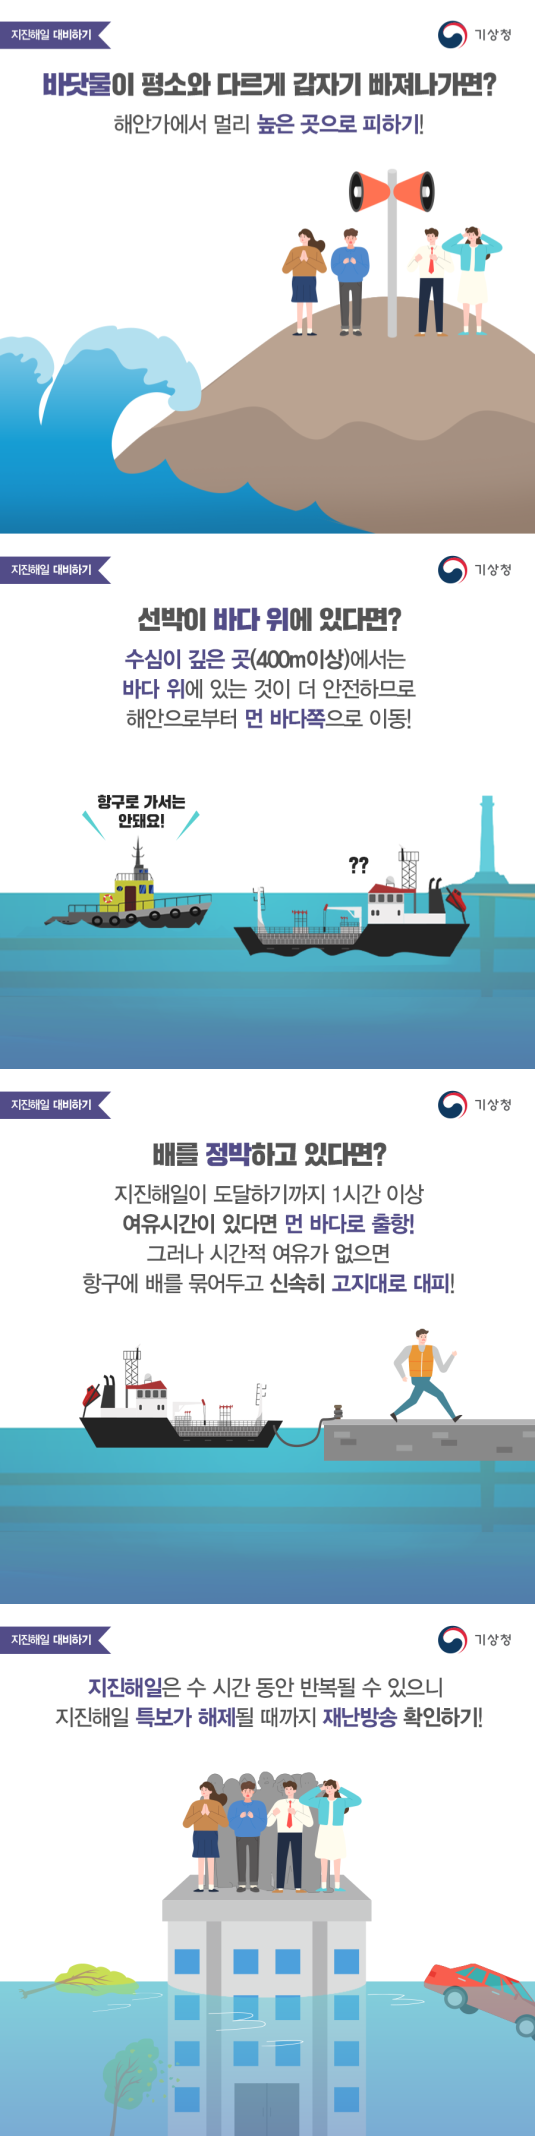 지진해일 대비하기
기상청
바닷물이 평소와 다르게 갑자기 빠져나가면?
해안가에서 멀리 높은 곳으로 피하기!
지진해일 대비하기
기상청
선박이 바다 위에 있다면?
수심이 깊은 곳(400m이상)에서는
바다 위에 있는 것이 더 안전하므로
해안으로부터 먼 바다쪽으로 이동!
항구로 가서는
안돼요!
??
지진해일 대비하기
기상청
배를 정박하고 있다면?
지진해일이 도달하기까지 1시간 이상
여유시간이 있다면 먼 바다로 출항!
그러나 시간적 여유가 없으면
항구에 배를 묶어두고 신속히 고지대로 대피!
지진해일 대비하기
기상청
지진해일은 수 시간 동안 반복될 수 있으니
지진해일 특보가 해제될 때까지 재난방송 확인하기!